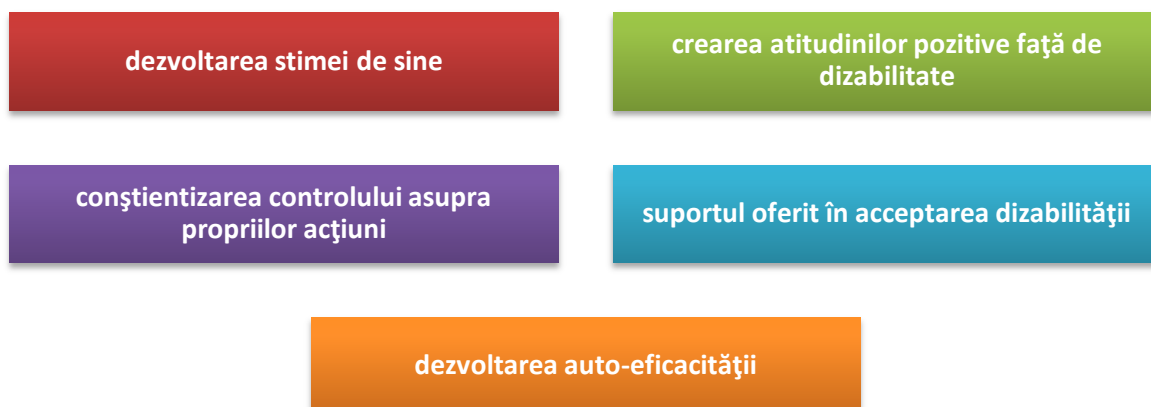 dezvoltarea stimei de sine
crearea atitudinilor pozitive faţă de
dizabilitate
conştientizarea controlului asupra
propriilor acţiuni
suportul oferit în acceptarea dizabilităţii
dezvoltarea auto-eficacităţii